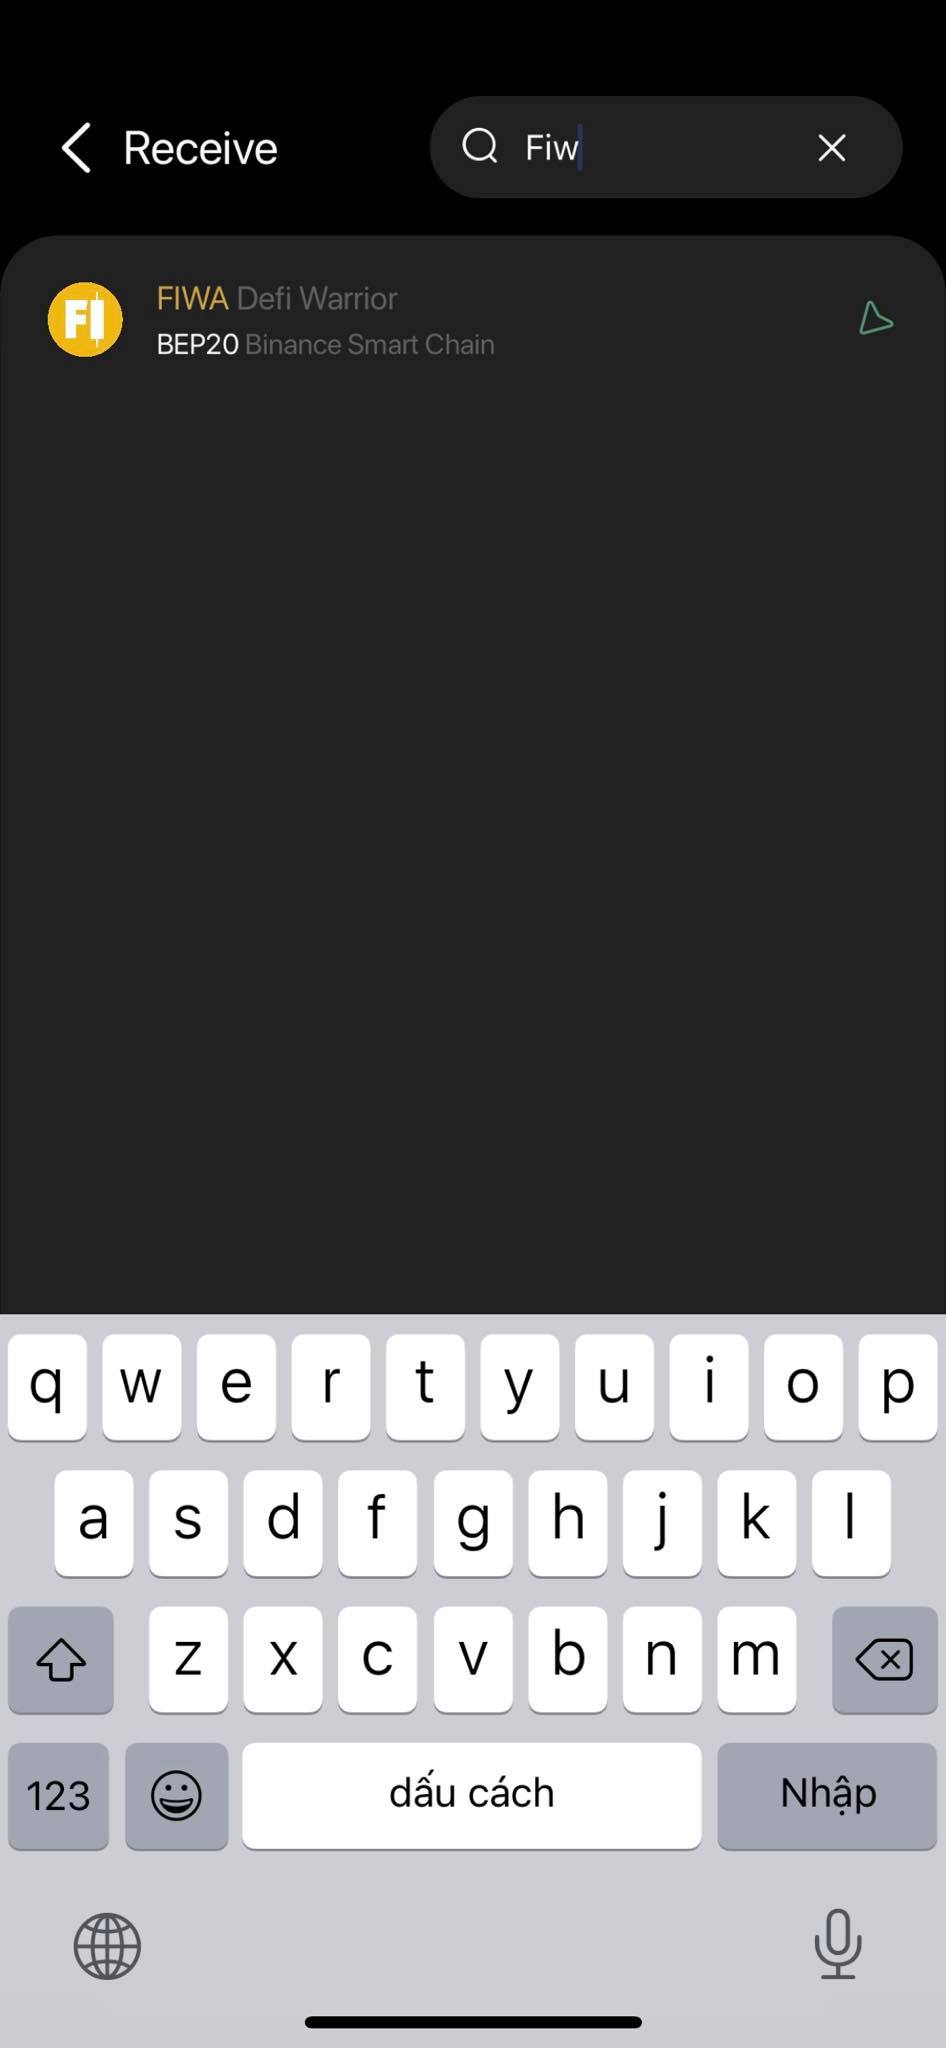 Receive
Fiw
FI
FIWA Defi Warrior
BEP20 Binance Smart Chain
q w e r t y u i o p
a s d f g h j k l
z x c v b n m
123 dấu cách Nhập